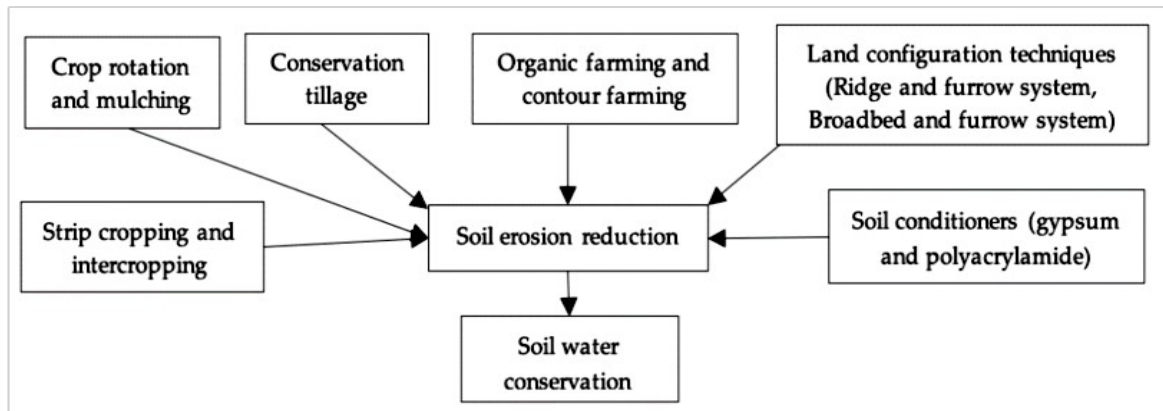 Crop rotation
and mulching
Conservation
tillage
Organic farming and
contour farming
Land configuration techniques
(Ridge and furrow system,
Broadbed and furrow system)
Strip cropping and
intercropping
Soil erosion reduction
Soil conditioners (gypsum
and polyacrylamide)
Soil water
conservation